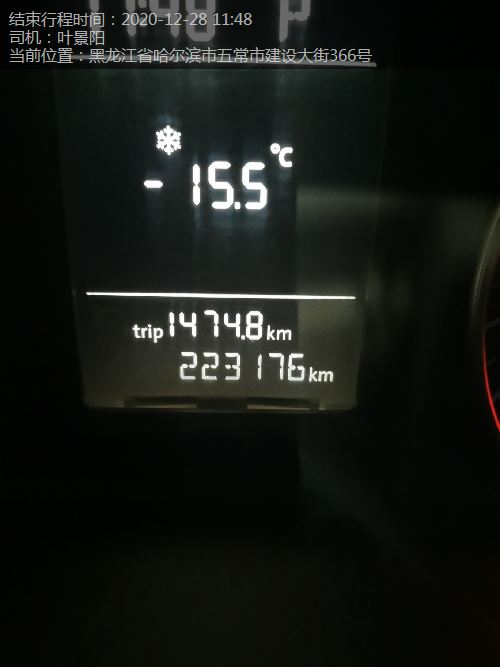 结束行程时间：2020-12-28 11:48
司机：叶景阳
当前位置：黑龙江省哈尔滨市五常市建设大街366号
11:48 P
-15.5 °C
trip 1474.8 km
223176 km